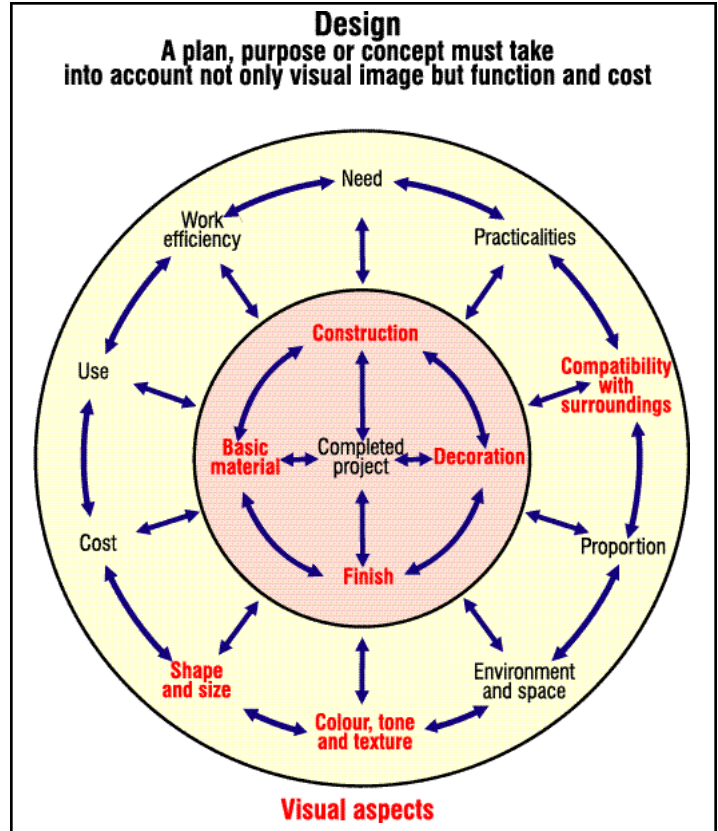 Design
A plan, purpose or concept must take
into account not only visual image but function and cost
Need
Work
efficiency
Practicalities
Construction
Use
Compatibility
with
surroundings
Basic
material
Completed
project
Decoration
Cost
Proportion
Finish
Shape
and size
Environment
and space
Colour, tone
and texture
Visual aspects